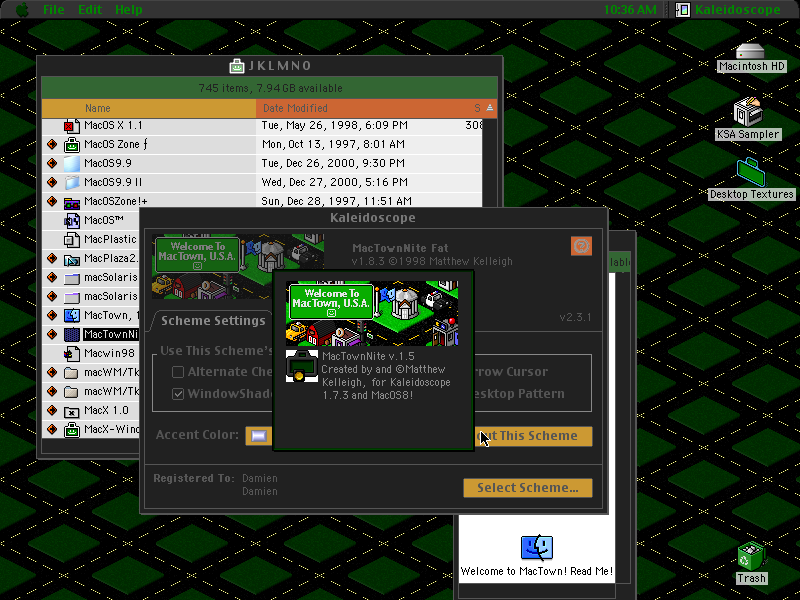 File Edit Help 10:36 AM Kaleidoscope
Macintosh HD
KSA Sampler
Desktop Textures
Trash
JKLMNO
745 items, 7.94 GB available
Name Date Modified S
MacOS X 1.1 Tue, May 26, 1998, 6:09 PM 308
MacOS Zone ƒ Mon, Oct 13, 1997, 8:01 AM
MacOS9.9 Tue, Dec 26, 2000, 9:30 PM
MacOS9.9 II Wed, Dec 27, 2000, 5:16 PM
MacOSZone!+ Sun, Dec 28, 1997, 11:51 AM
MacOS™
MacPlastic
MacPlaza2.
macSolaris
macSolaris
MacTown, 
MacTownNi
Macwin98
macWM/Tk
macWM/Tk
MacX 1.0
MacX-Wind
Kaleidoscope
Welcome To
MacTown, U.S.A.
MacTownNite Fat
v1.8.3 ©1998 Matthew Kelleigh
Scheme Settings
v2.3.1
Use This Scheme's
Alternate Che
rrow Cursor
WindowShade
esktop Pattern
Accent Color:
ut This Scheme
Registered To: Damien
Damien
Select Scheme...
Welcome To
MacTown, U.S.A.
MacTownNite v.1.5
Created by and ©Matthew
Kelleigh, for Kaleidoscope
1.7.3 and MacOS8!
lable
Welcome to MacTown! Read Me!